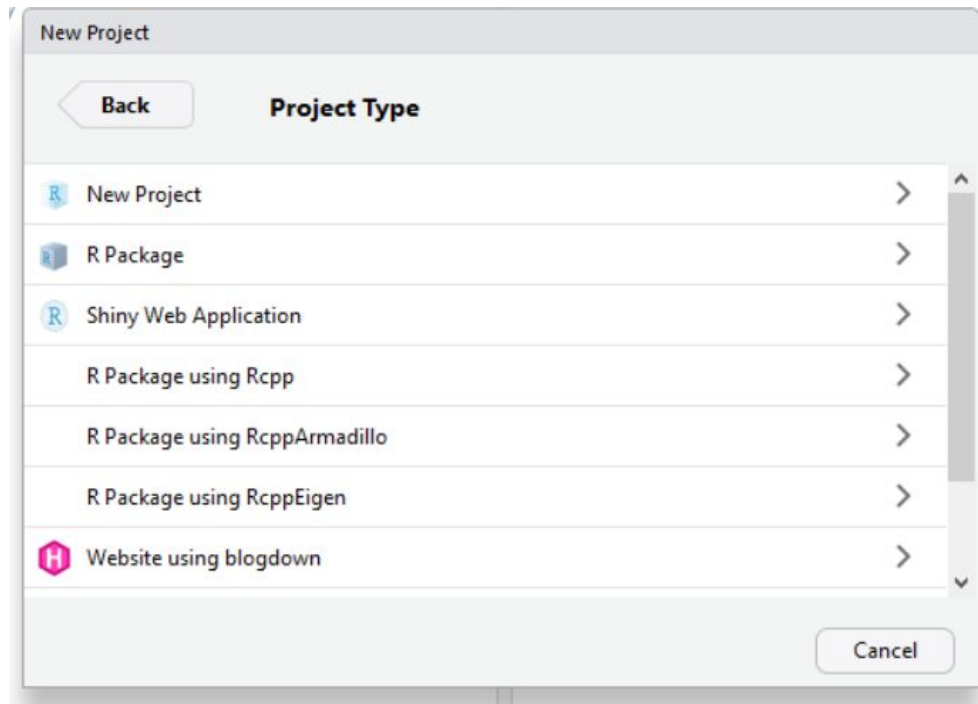 New Project
Back
Project Type
R New Project
R R Package
R Shiny Web Application
R Package using Rcpp
R Package using RcppArmadillo
R Package using RcppEigen
H Website using blogdown
Cancel